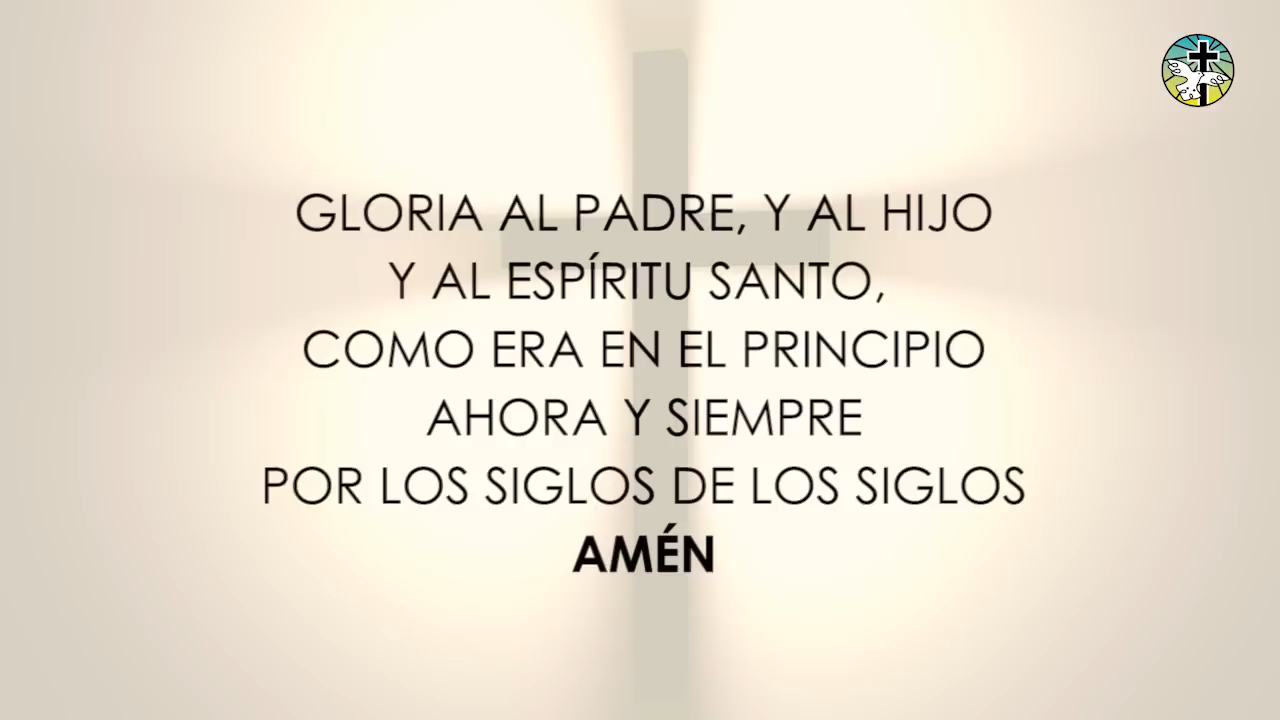 GLORIA AL PADRE, Y AL HIJO
Y AL ESPÍRITU SANTO,
COMO ERA EN EL PRINCIPIO
AHORA Y SIEMPRE
POR LOS SIGLOS DE LOS SIGLOS
AMÉN